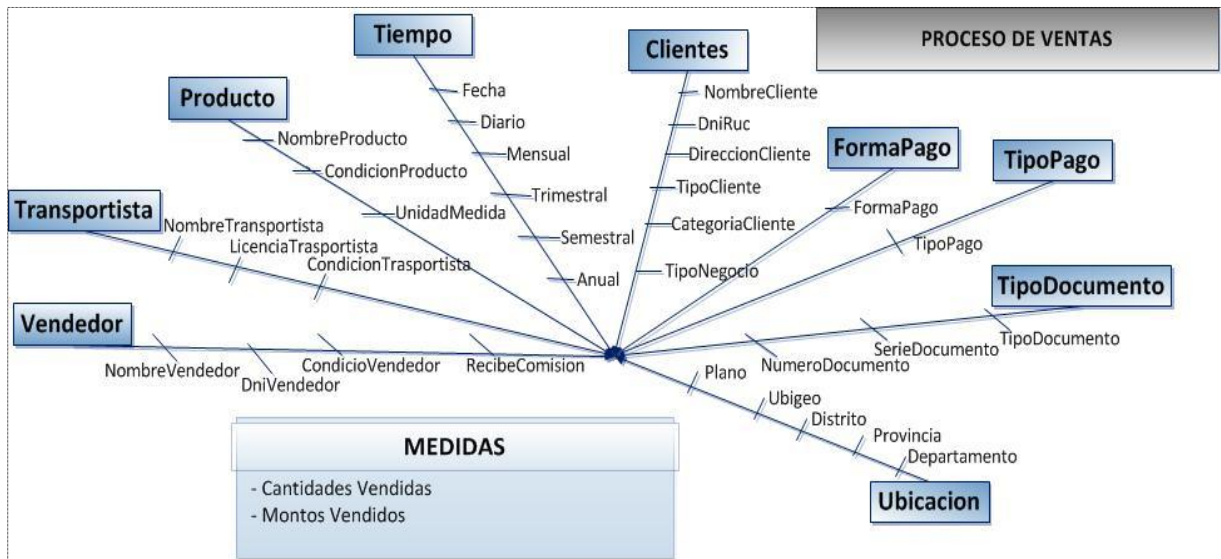 PROCESO DE VENTAS
Tiempo
Fecha
Diario
Mensual
Trimestral
Semestral
Anual
Clientes
NombreCliente
DniRuc
DireccionCliente
TipoCliente
CategoriaCliente
TipoNegocio
Producto
NombreProducto
CondicionProducto
UnidadMedida
FormaPago
FormaPago
TipoPago
TipoPago
Transportista
NombreTransportista
LicenciaTrasportista
CondicionTrasportista
TipoDocumento
TipoDocumento
SerieDocumento
NumeroDocumento
Vendedor
NombreVendedor
DniVendedor
CondicioVendedor
RecibeComision
Plano
Ubigeo
Distrito
Provincia
Departamento
Ubicacion
MEDIDAS
- Cantidades Vendidas
- Montos Vendidos